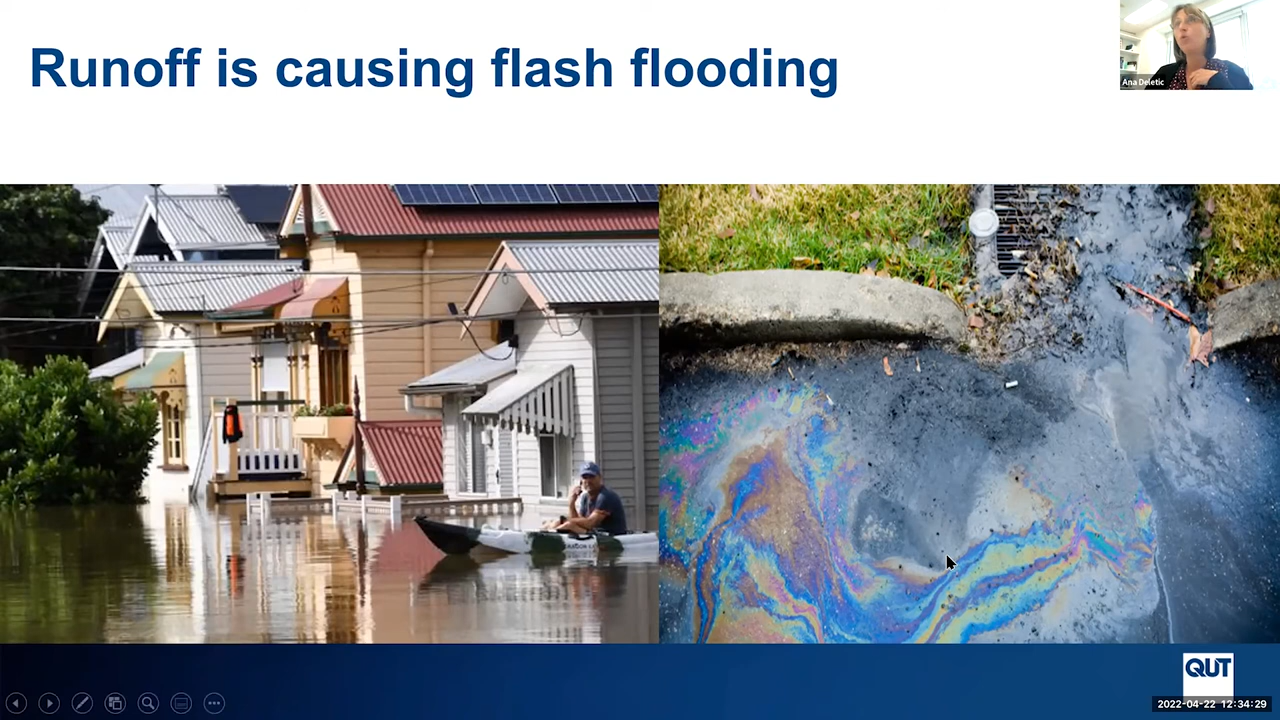 Runoff is causing flash flooding
Ana Deletic
QUT
2022-04-22 12:34:29